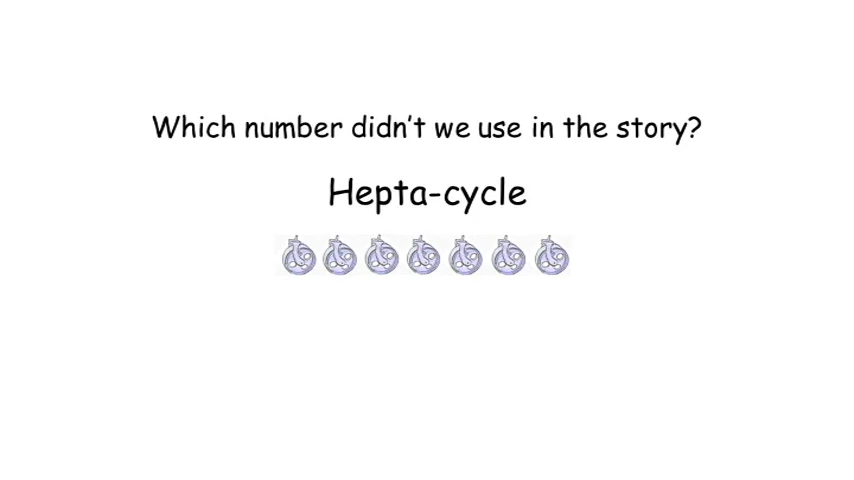 Which number didn’t we use in the story?
Hepta-cycle